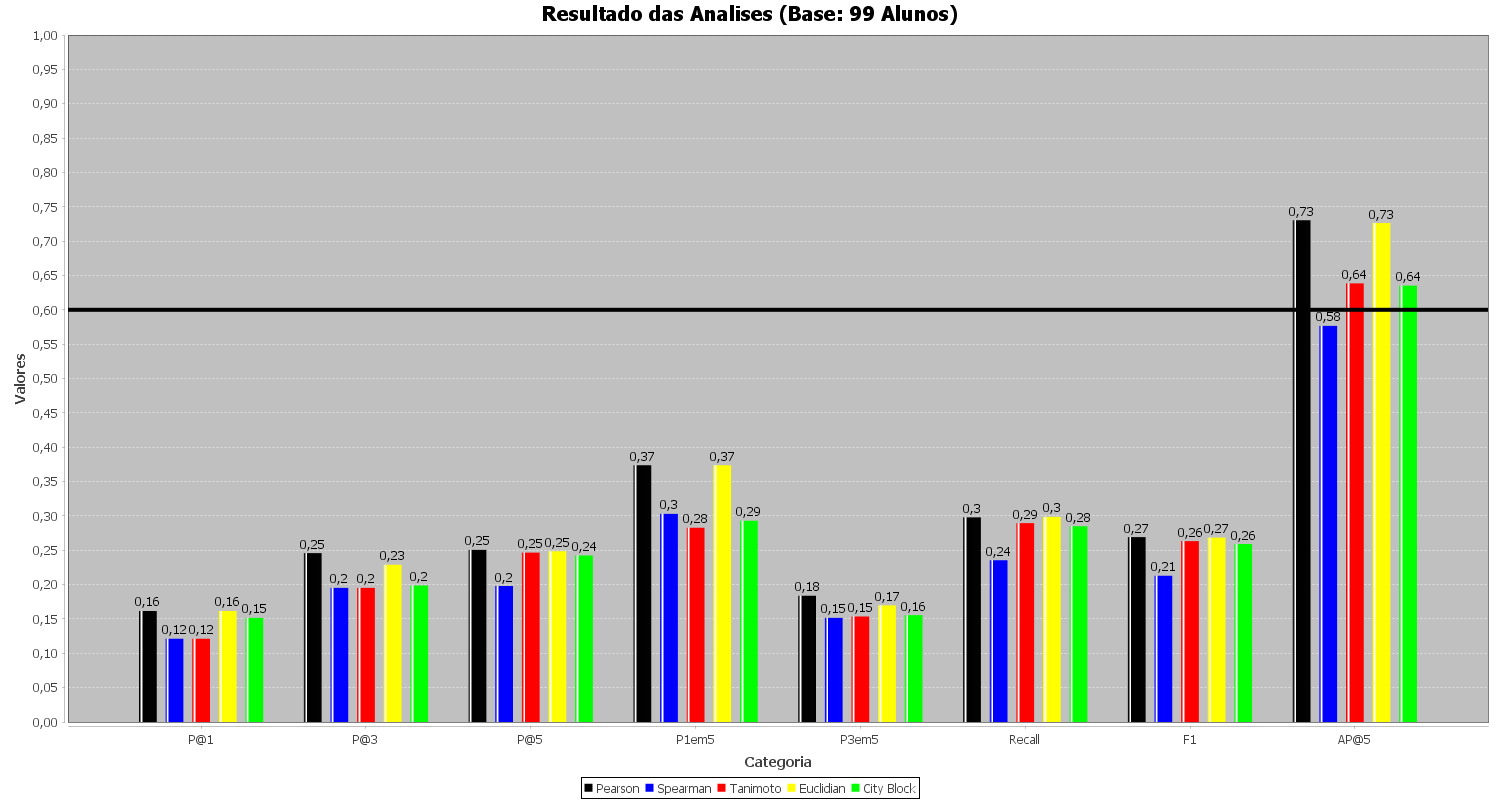 Resultado das Analises (Base: 99 Alunos)
1,00
0,95
0,90
0,85
0,80
0,75
0,70
0,65
0,60
0,55
0,50
0,45
0,40
0,35
0,30
0,25
0,20
0,15
0,10
0,05
0,00
Valores
0,16 0,12 0,12 0,16 0,15
0,25 0,2 0,2 0,23 0,2
0,25 0,2 0,25 0,25 0,24
0,37 0,3 0,28 0,37 0,29
0,18 0,15 0,15 0,17 0,16
0,3 0,24 0,29 0,3 0,28
0,27 0,21 0,26 0,27 0,26
0,73 0,58 0,64 0,73 0,64
P@1 P@3 P@5 P1em5 P3em5 Recall F1 AP@5
Categoria
Pearson Spearman Tanimoto Euclidian City Block